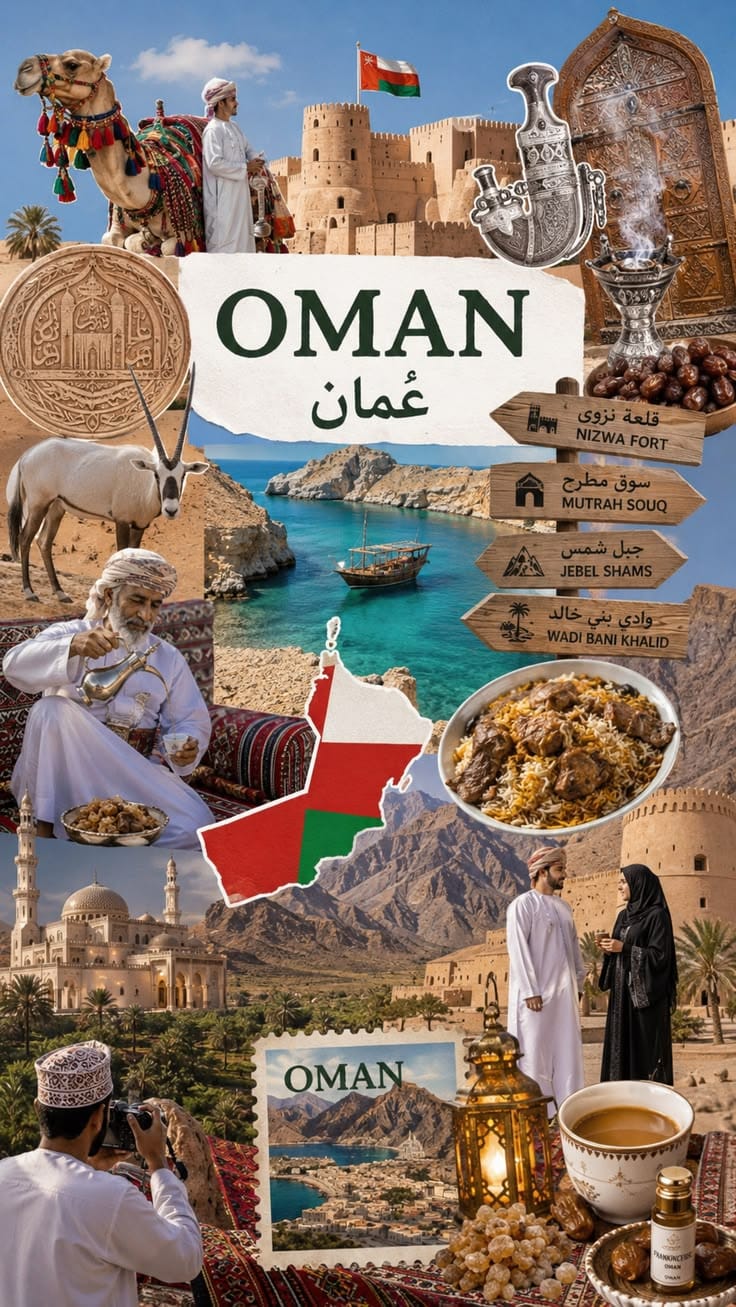 OMAN
عُمان
قلعة نزوى
NIZWA FORT
سوق مطرح
MUTRAH SOUQ
جبل شمس
JEBEL SHAMS
وادي بني خالد
WADI BANI KHALID
OMAN
FRANKINCENSE
OMAN
OMAN